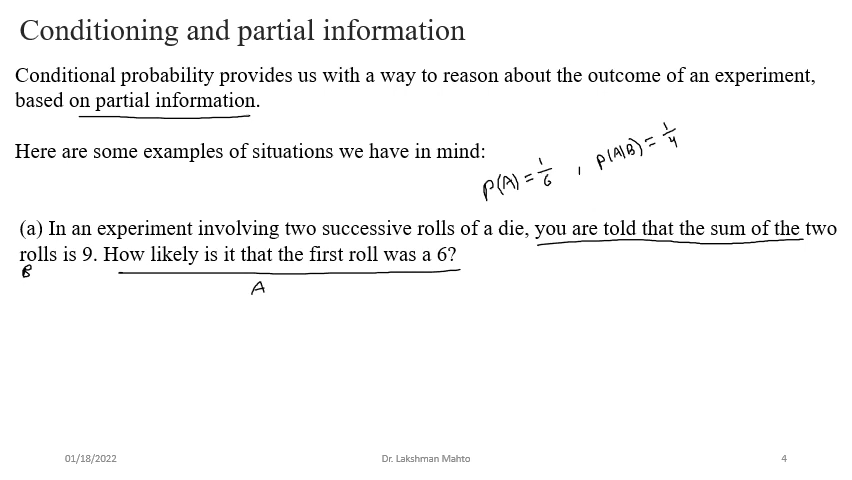 Conditioning and partial information
Conditional probability provides us with a way to reason about the outcome of an experiment,
based on partial information.
Here are some examples of situations we have in mind:
P(A) = 1/6 , P(A|B) = 1/4
(a) In an experiment involving two successive rolls of a die, you are told that the sum of the two
rolls is 9. How likely is it that the first roll was a 6?
B
A
01/18/2022 Dr. Lakshman Mahto 4